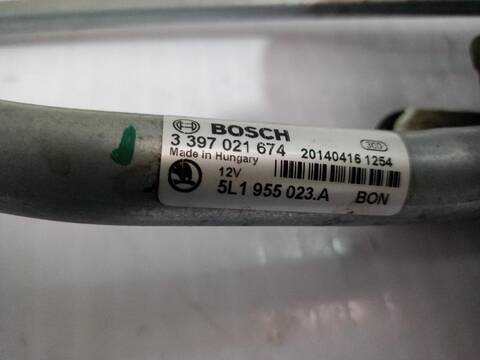 BOSCH
3 397 021 674 20140416 1254
Made in Hungary
12V
5L1 955 023.A BON